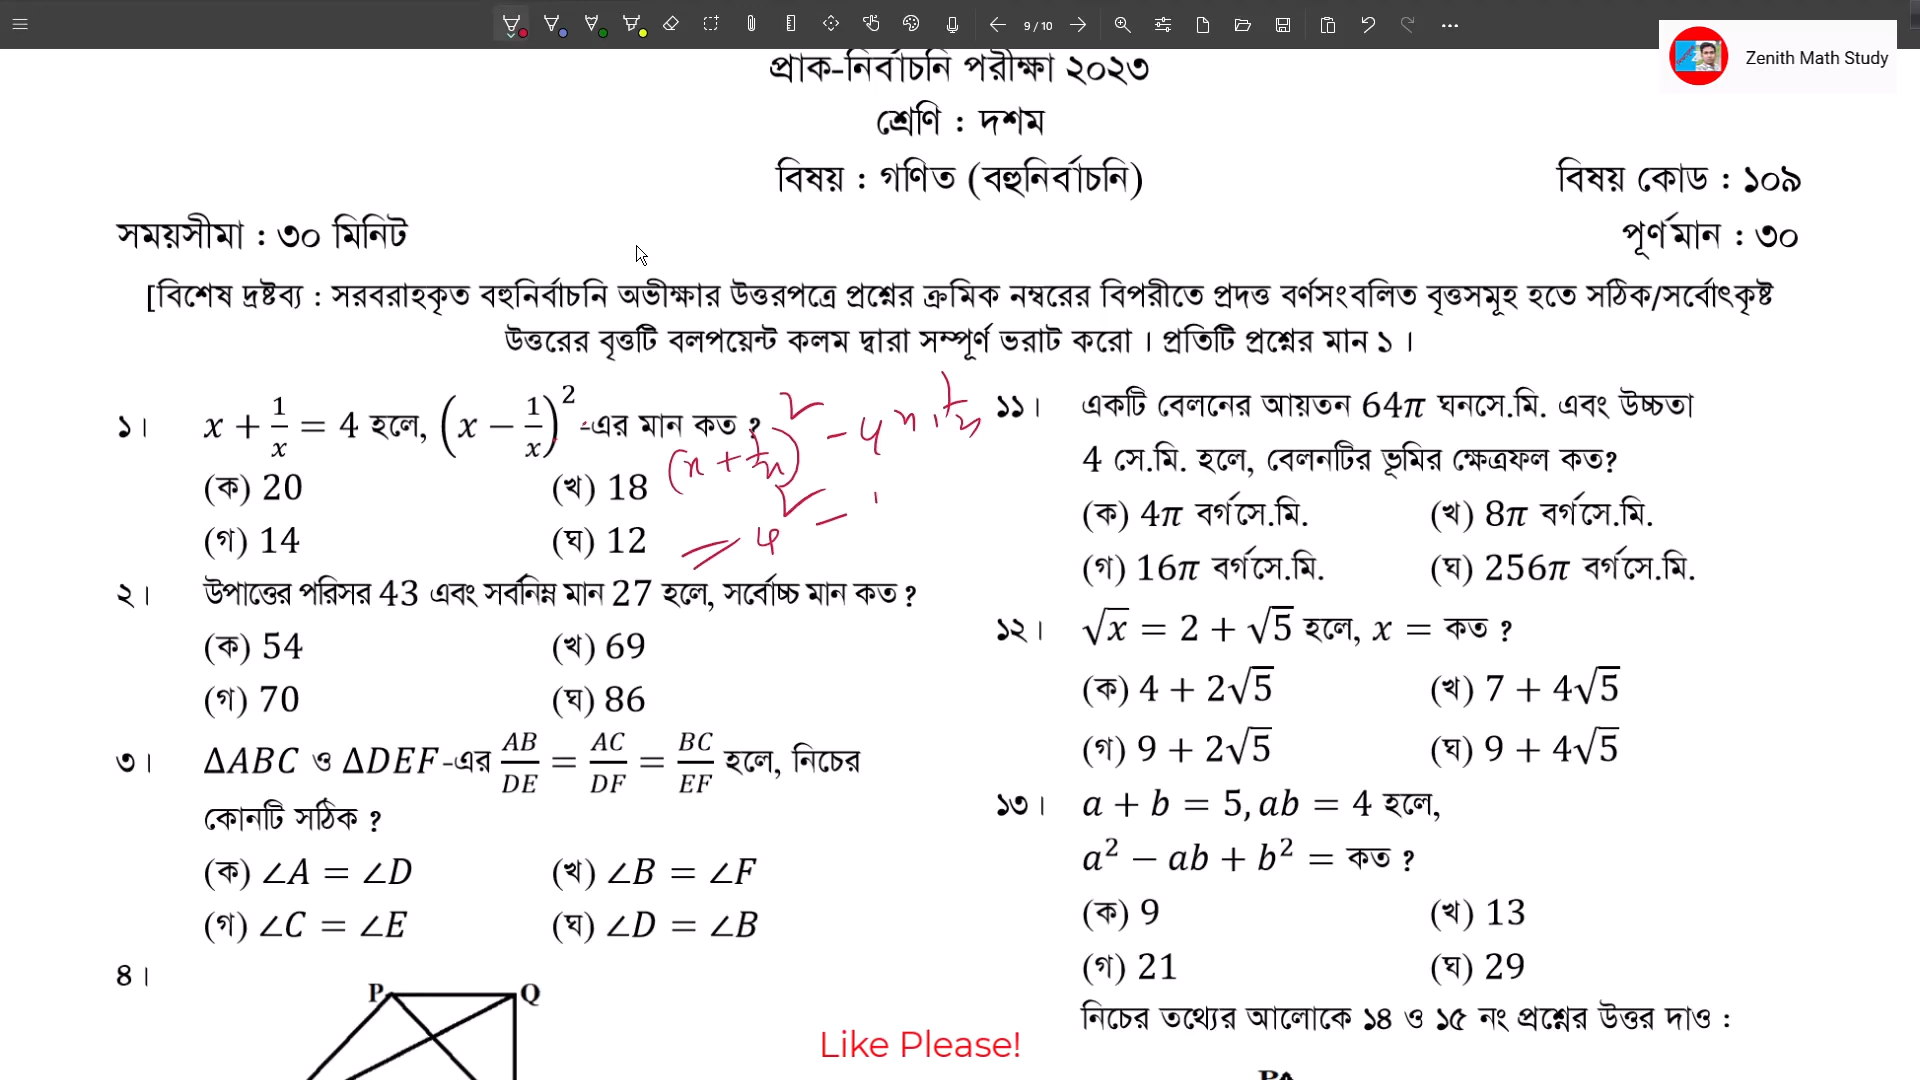 9 / 10
Zenith Math Study
প্রাক-নির্বাচনি পরীক্ষা ২০২৩
শ্রেণি : দশম
বিষয় : গণিত (বহুনির্বাচনি)
বিষয় কোড : ১০৯
সময়সীমা : ৩০ মিনিট
পূর্ণমান : ৩০
[বিশেষ দ্রষ্টব্য : সরবরাহকৃত বহুনির্বাচনি অভীক্ষার উত্তরপত্রে প্রশ্নের ক্রমিক নম্বরের বিপরীতে প্রদত্ত বর্ণসংবলিত বৃত্তসমূহ হতে সঠিক/সর্বোৎকৃষ্ট
উত্তরের বৃত্তটি বলপয়েন্ট কলম দ্বারা সম্পূর্ণ ভরাট করো । প্রতিটি প্রশ্নের মান ১ ।
১। x + 1/x = 4 হলে, (x − 1/x)² -এর মান কত ?
(x + 1/x)² − 4x.1/x
(ক) 20 (খ) 18
= 4² −
(গ) 14 (ঘ) 12
২। উপাত্তের পরিসর 43 এবং সর্বনিম্ন মান 27 হলে, সর্বোচ্চ মান কত ?
(ক) 54 (খ) 69
(গ) 70 (ঘ) 86
৩। ΔABC ও ΔDEF-এর AB/DE = AC/DF = BC/EF হলে, নিচের
কোনটি সঠিক ?
(ক) ∠A = ∠D (খ) ∠B = ∠F
(গ) ∠C = ∠E (ঘ) ∠D = ∠B
৪।
P Q
১১। একটি বেলনের আয়তন 64π ঘনসে.মি. এবং উচ্চতা
4 সে.মি. হলে, বেলনটির ভূমির ক্ষেত্রফল কত?
(ক) 4π বর্গসে.মি. (খ) 8π বর্গসে.মি.
(গ) 16π বর্গসে.মি. (ঘ) 256π বর্গসে.মি.
১২। √x = 2 + √5 হলে, x = কত ?
(ক) 4 + 2√5 (খ) 7 + 4√5
(গ) 9 + 2√5 (ঘ) 9 + 4√5
১৩। a + b = 5, ab = 4 হলে,
a² − ab + b² = কত ?
(ক) 9 (খ) 13
(গ) 21 (ঘ) 29
নিচের তথ্যের আলোকে ১৪ ও ১৫ নং প্রশ্নের উত্তর দাও :
Like Please!